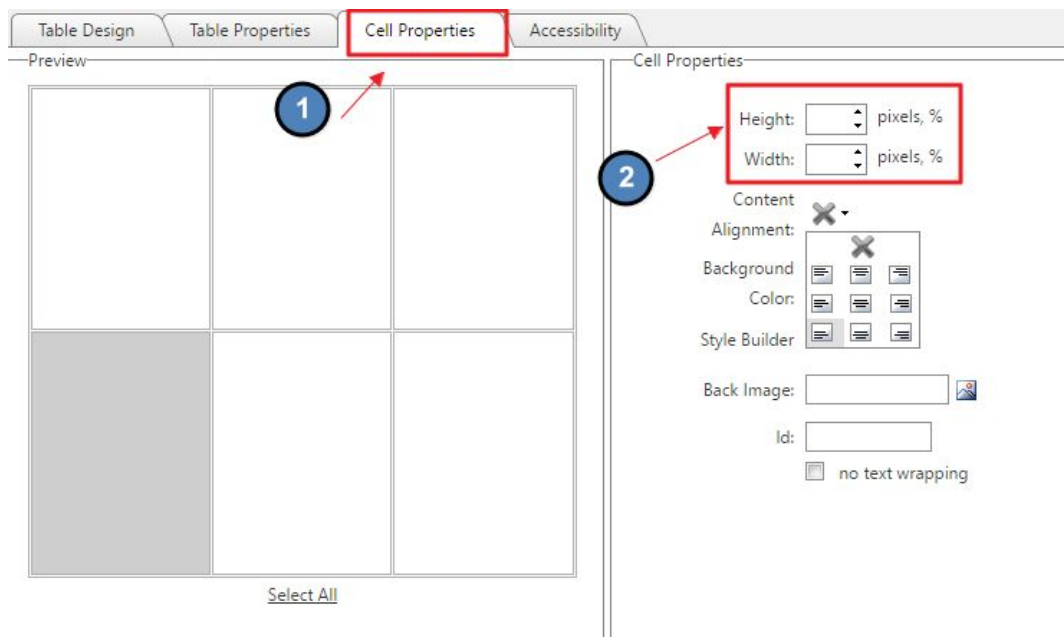 Table Design
Table Properties
Cell Properties
Accessibility
Preview
1
Select All
Cell Properties
Height: pixels, %
Width: pixels, %
2
Content
Alignment:
Background
Color:
Style Builder
Back Image:
Id:
no text wrapping